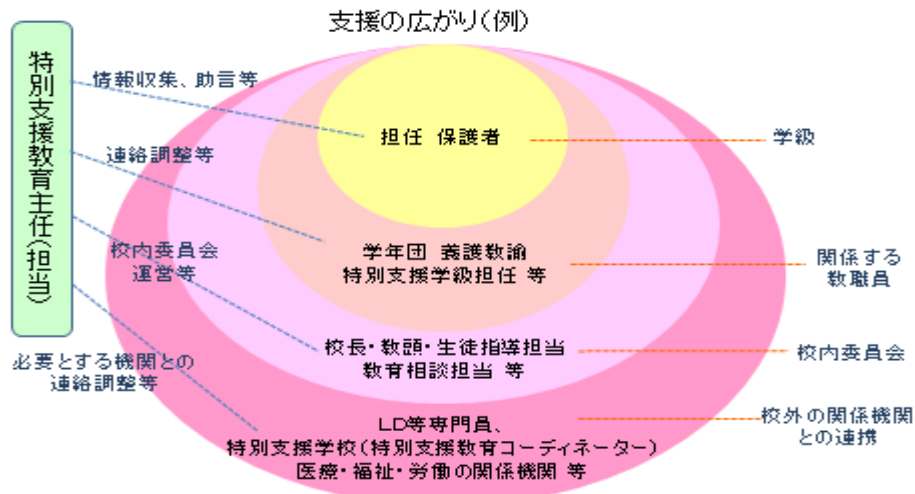 支援の広がり(例)
特別支援教育主任(担当)
情報収集、助言等
連絡調整等
校内委員会
運営等
必要とする機関との
連絡調整等
担任 保護者
学年団 養護教諭
特別支援学級担任 等
校長・教頭・生徒指導担当
教育相談担当 等
LD等専門員、
特別支援学校(特別支援教育コーディネーター)
医療・福祉・労働の関係機関 等
学級
関係する
教職員
校内委員会
校外の関係機関
との連携